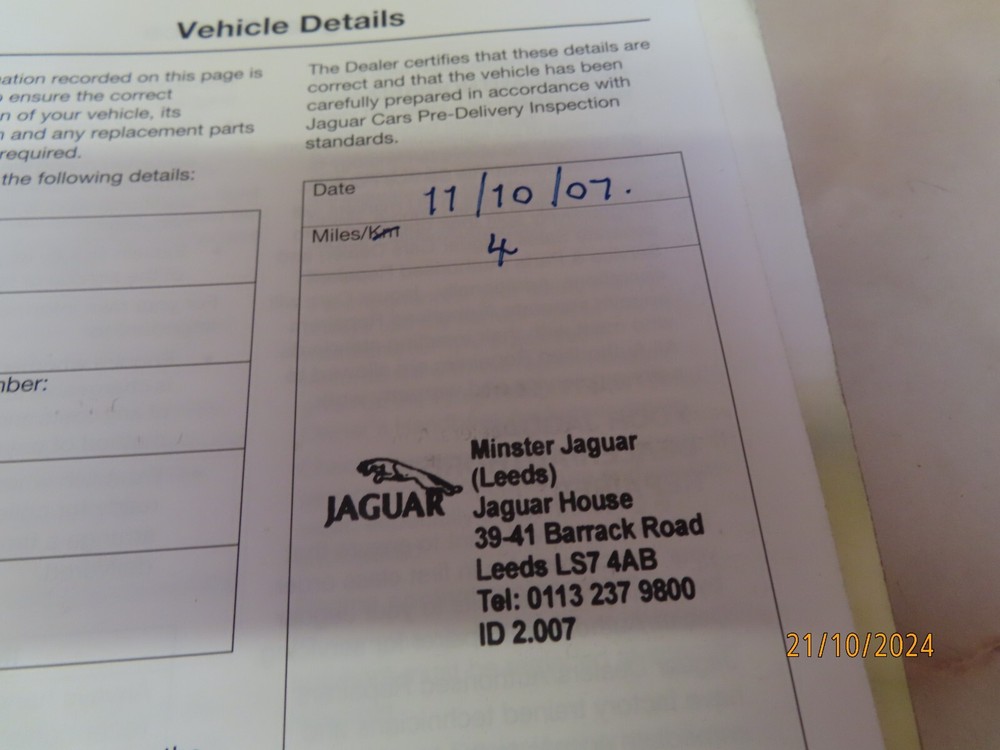 Vehicle Details
ation recorded on this page is
ensure the correct
n of your vehicle, its
and any replacement parts
required.
the following details:
nber:
The Dealer certifies that these details are
correct and that the vehicle has been
carefully prepared in accordance with
Jaguar Cars Pre-Delivery Inspection
standards.
Date 11/10/07.
Miles/Km 4
JAGUAR
Minster Jaguar
(Leeds)
Jaguar House
39-41 Barrack Road
Leeds LS7 4AB
Tel: 0113 237 9800
ID 2.007
21/10/2024